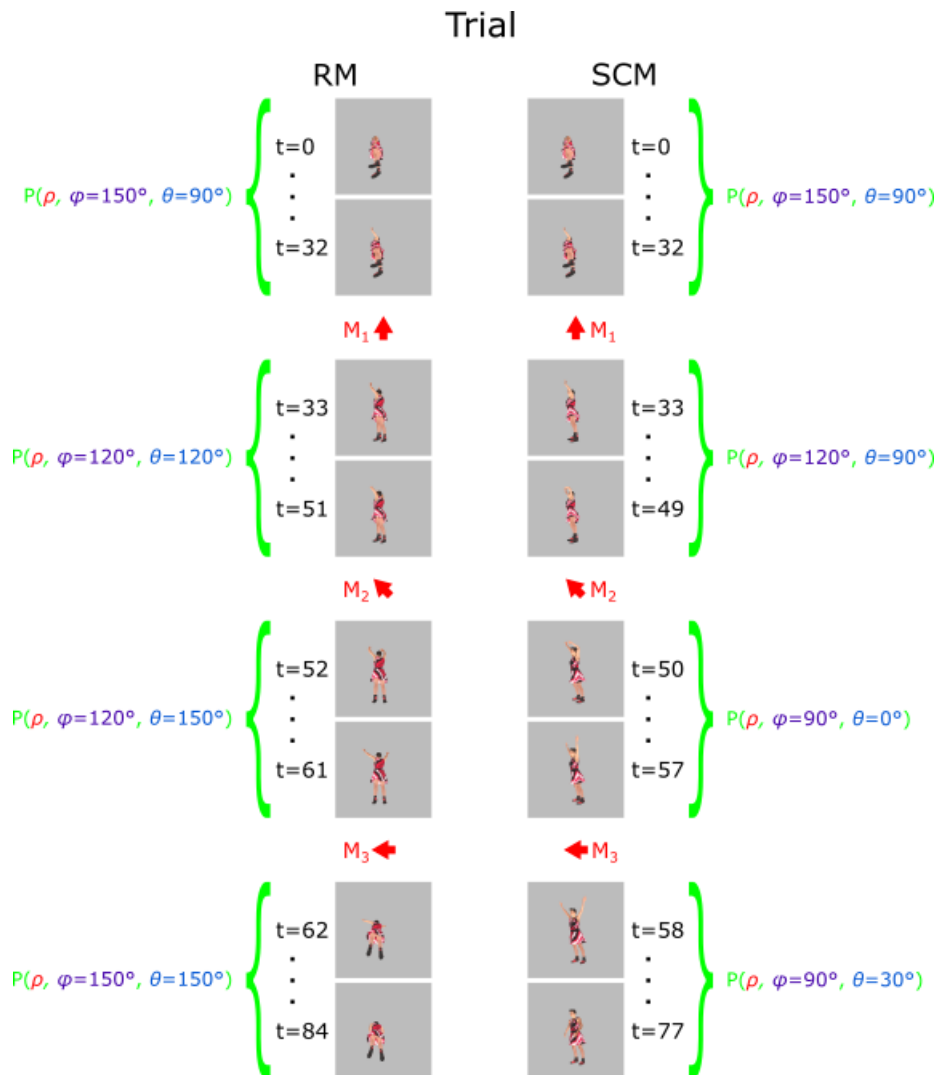 Trial
RM SCM
t=0 t=0
P(ρ, φ=150°, θ=90°) P(ρ, φ=150°, θ=90°)
t=32 t=32
M₁ M₁
t=33 t=33
P(ρ, φ=120°, θ=120°) P(ρ, φ=120°, θ=90°)
t=51 t=49
M₂ M₂
t=52 t=50
P(ρ, φ=120°, θ=150°) P(ρ, φ=90°, θ=0°)
t=61 t=57
M₃ M₃
t=62 t=58
P(ρ, φ=150°, θ=150°) P(ρ, φ=90°, θ=30°)
t=84 t=77